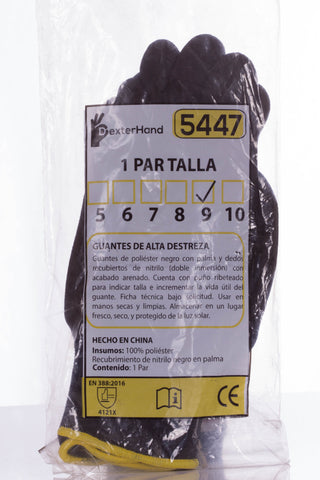 DexterHand 5447
1 PAR TALLA
5 6 7 8 9 10
GUANTES DE ALTA DESTREZA
Guantes de poliéster negro con palma y dedos
recubiertos de nitrilo (doble inmersión) con
acabado arenado. Cuenta con puño ribeteado
para indicar talla e incrementar la vida útil del
guante. Ficha técnica bajo solicitud. Usar en
manos secas y limpias. Almacenar en un lugar
fresco, seco, y protegido de la luz solar.
HECHO EN CHINA
Insumos: 100% poliéster
Recubrimiento de nitrilo negro en palma
Contenido: 1 Par
EN 388:2016
4121X
i
CE